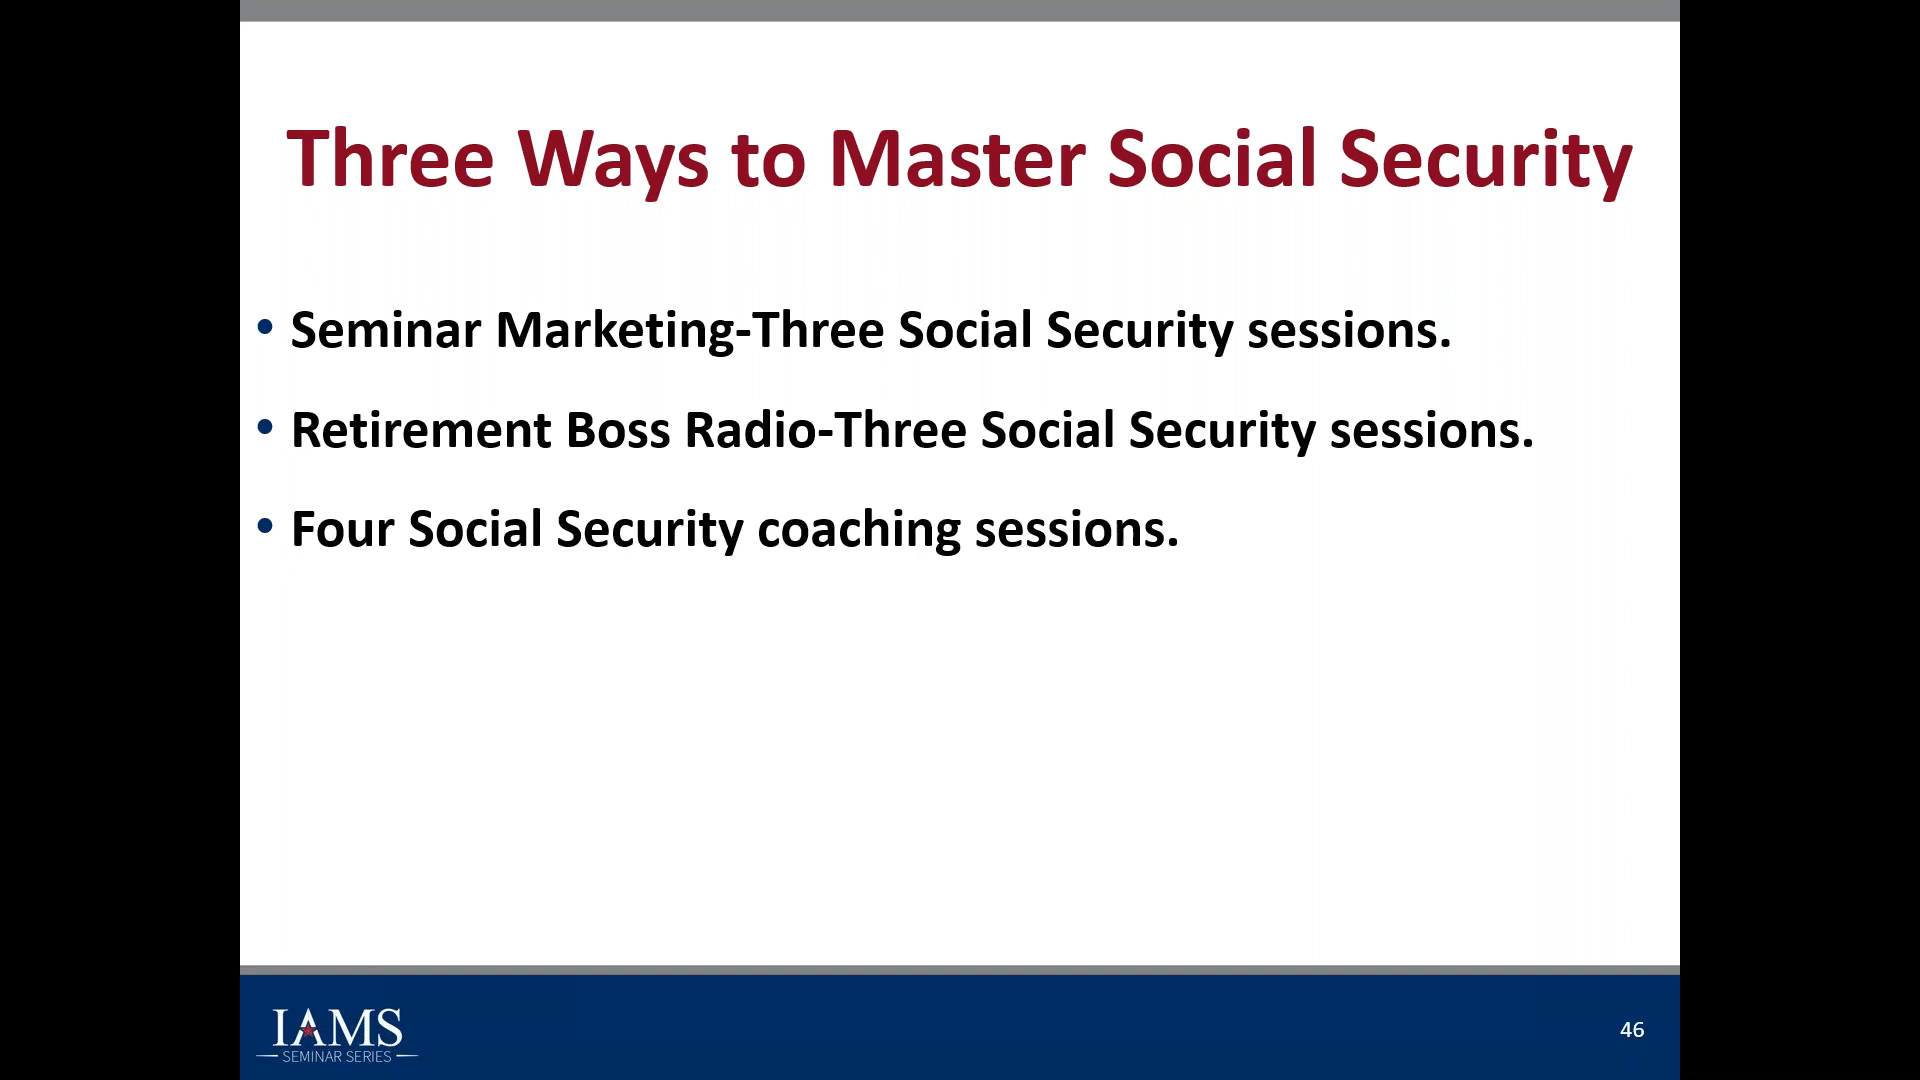 Three Ways to Master Social Security
• Seminar Marketing-Three Social Security sessions.
• Retirement Boss Radio-Three Social Security sessions.
• Four Social Security coaching sessions.
IAMS
SEMINAR SERIES
46